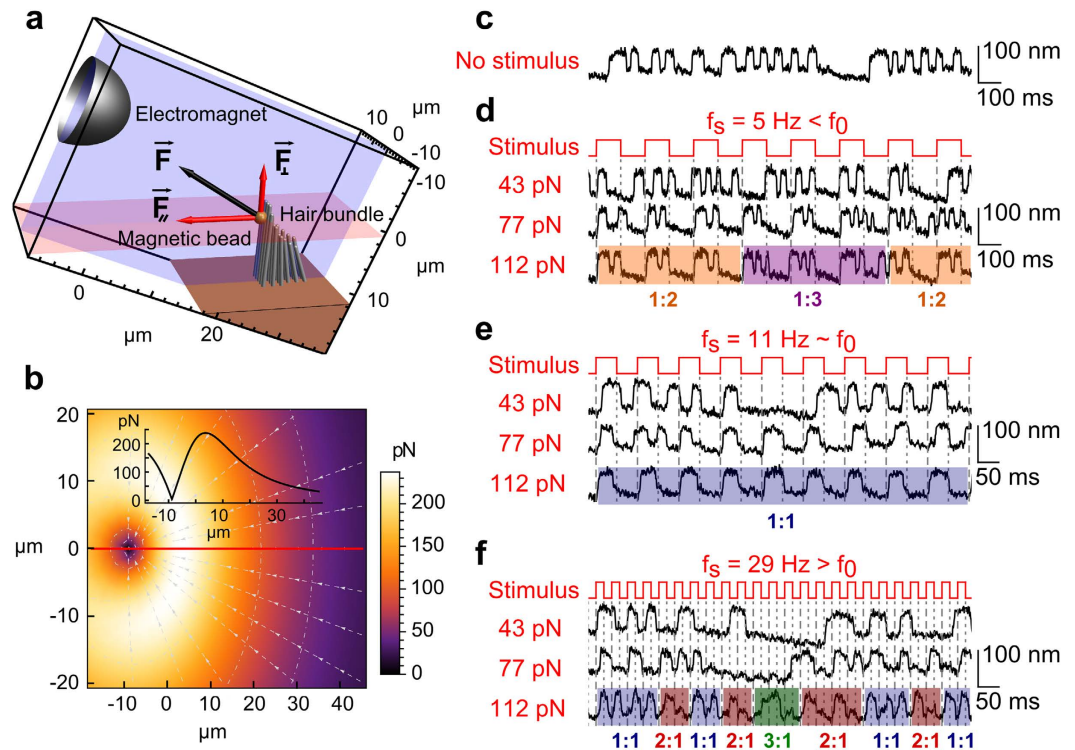 a
Electromagnet
F
F⊥
F∥
Hair bundle
Magnetic bead
μm
10
0
-10
0
10
μm
0
20
μm
b
20
10
0
-10
-20
μm
-10 0 10 20 30 40
μm
pN
200
100
0
-10 10 30
μm
pN
200
150
100
50
0
c
No stimulus
100 nm
100 ms
d
fs = 5 Hz < f0
Stimulus
43 pN
77 pN
112 pN
100 nm
100 ms
1:2 1:3 1:2
e
fs = 11 Hz ~ f0
Stimulus
43 pN
77 pN
112 pN
100 nm
50 ms
1:1
f
fs = 29 Hz > f0
Stimulus
43 pN
77 pN
112 pN
100 nm
50 ms
1:1 2:1 1:1 2:1 3:1 2:1 1:1 2:1 1:1